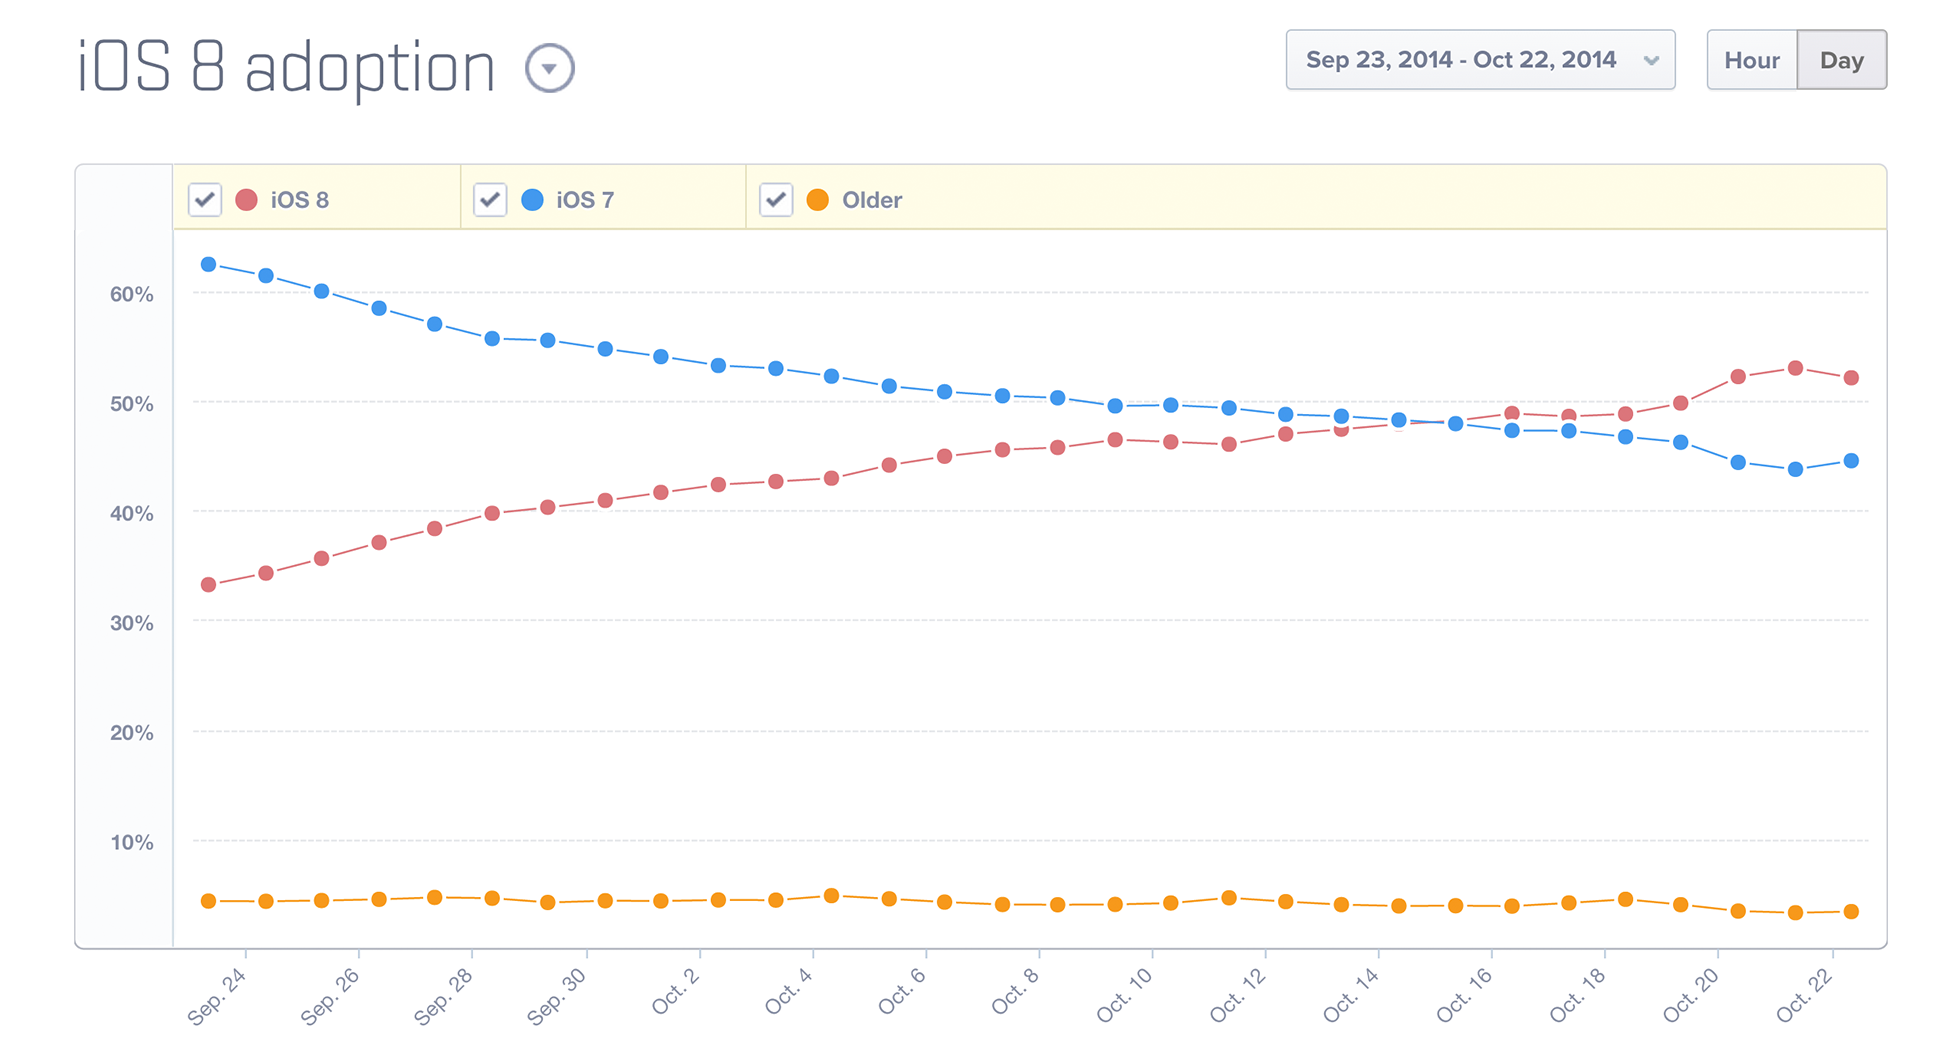 iOS 8 adoption
Sep 23, 2014 - Oct 22, 2014
Hour
Day
iOS 8
iOS 7
Older
60%
50%
40%
30%
20%
10%
Sep. 24
Sep. 26
Sep. 28
Sep. 30
Oct. 2
Oct. 4
Oct. 6
Oct. 8
Oct. 10
Oct. 12
Oct. 14
Oct. 16
Oct. 18
Oct. 20
Oct. 22